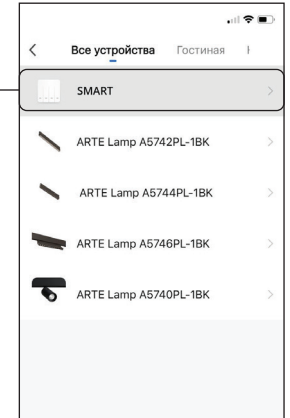 Все устройства Гостиная
SMART
ARTE Lamp A5742PL-1BK
ARTE Lamp A5744PL-1BK
ARTE Lamp A5746PL-1BK
ARTE Lamp A5740PL-1BK